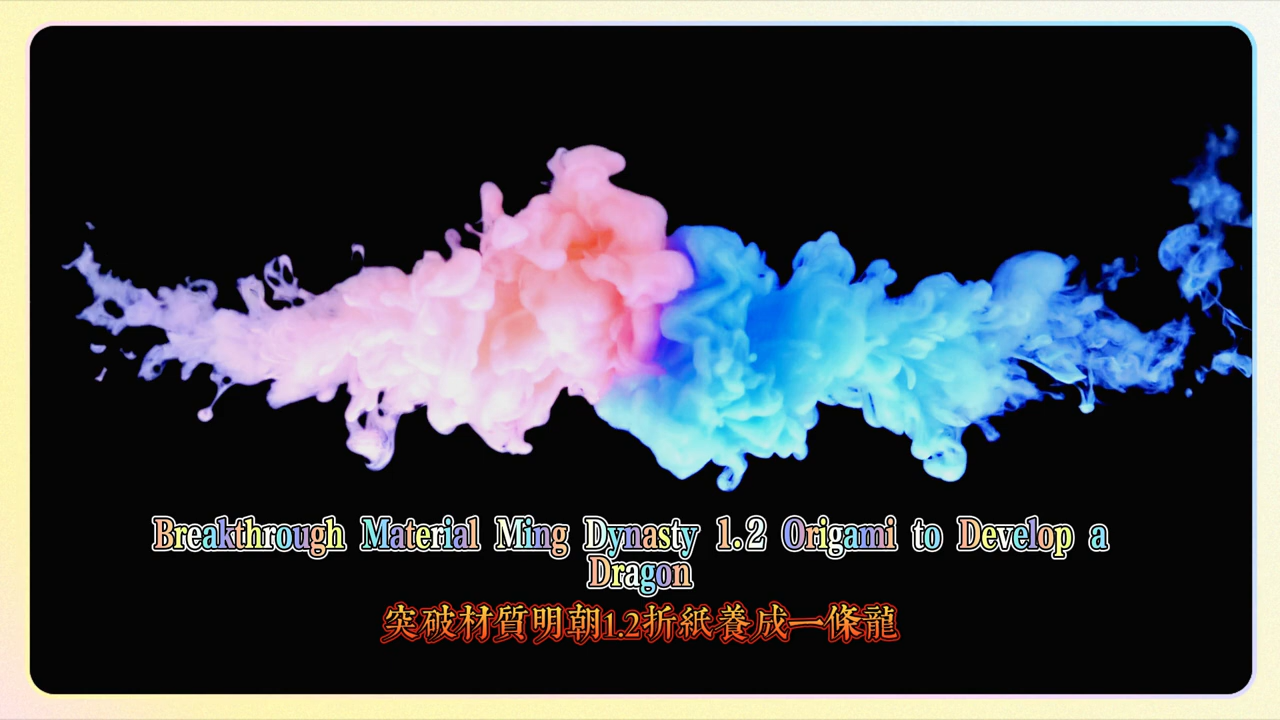 Breakthrough Material Ming Dynasty 1.2 Origami to Develop a
Dragon
突破材質明朝1.2折紙養成一條龍